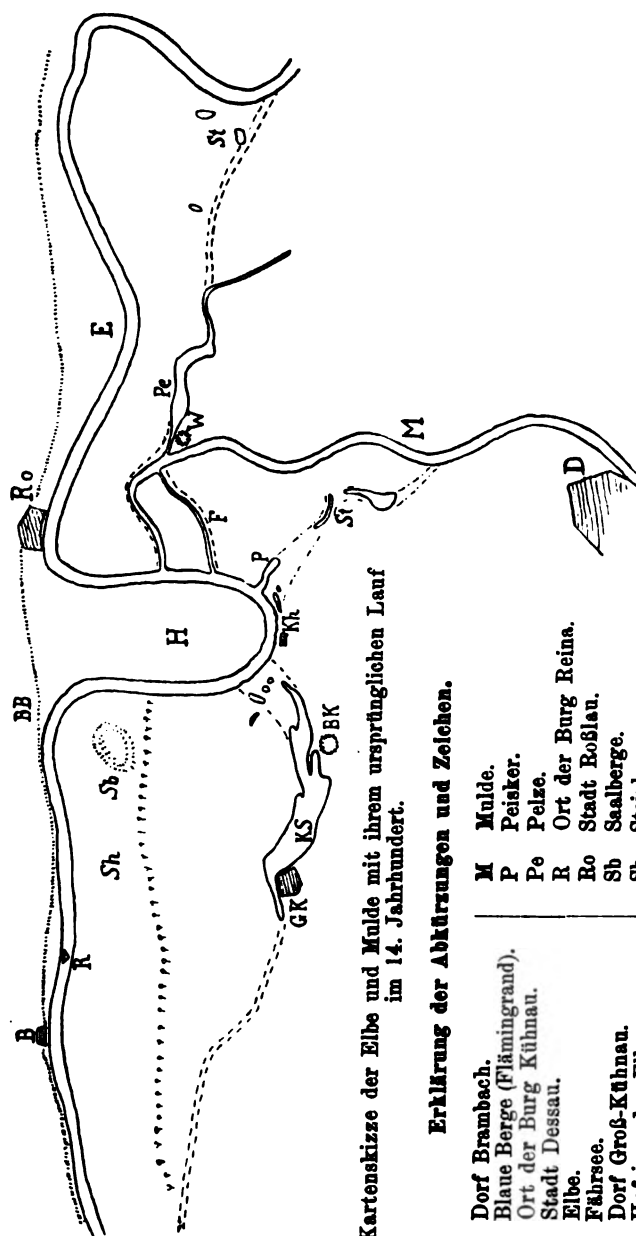 B
R
Sh
Sb
BB
H
Ro
E
St
Pe
W
F
P
Kh
St
M
D
BK
KS
GK
Kartenskizze der Elbe und Mulde mit ihrem ursprünglichen Lauf
im 14. Jahrhundert.
Erklärung der Abkürzungen und Zeichen.
Dorf Brambach.
Blaue Berge (Flämingrand).
Ort der Burg Kühnau.
Stadt Dessau.
Elbe.
Fährsee.
Dorf Groß-Kühnau.
M Mulde.
P Peisker.
Pe Pelze.
R Ort der Burg Reina.
Ro Stadt Roßlau.
Sb Saalberge.